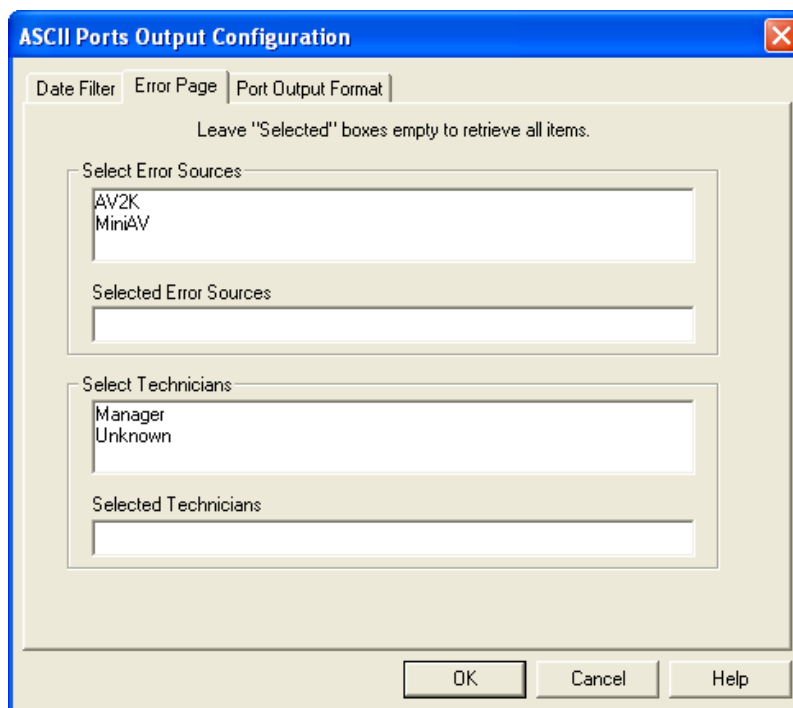 ASCII Ports Output Configuration
Date Filter Error Page Port Output Format
Leave "Selected" boxes empty to retrieve all items.
Select Error Sources
AV2K
MiniAV
Selected Error Sources
Select Technicians
Manager
Unknown
Selected Technicians
OK Cancel Help